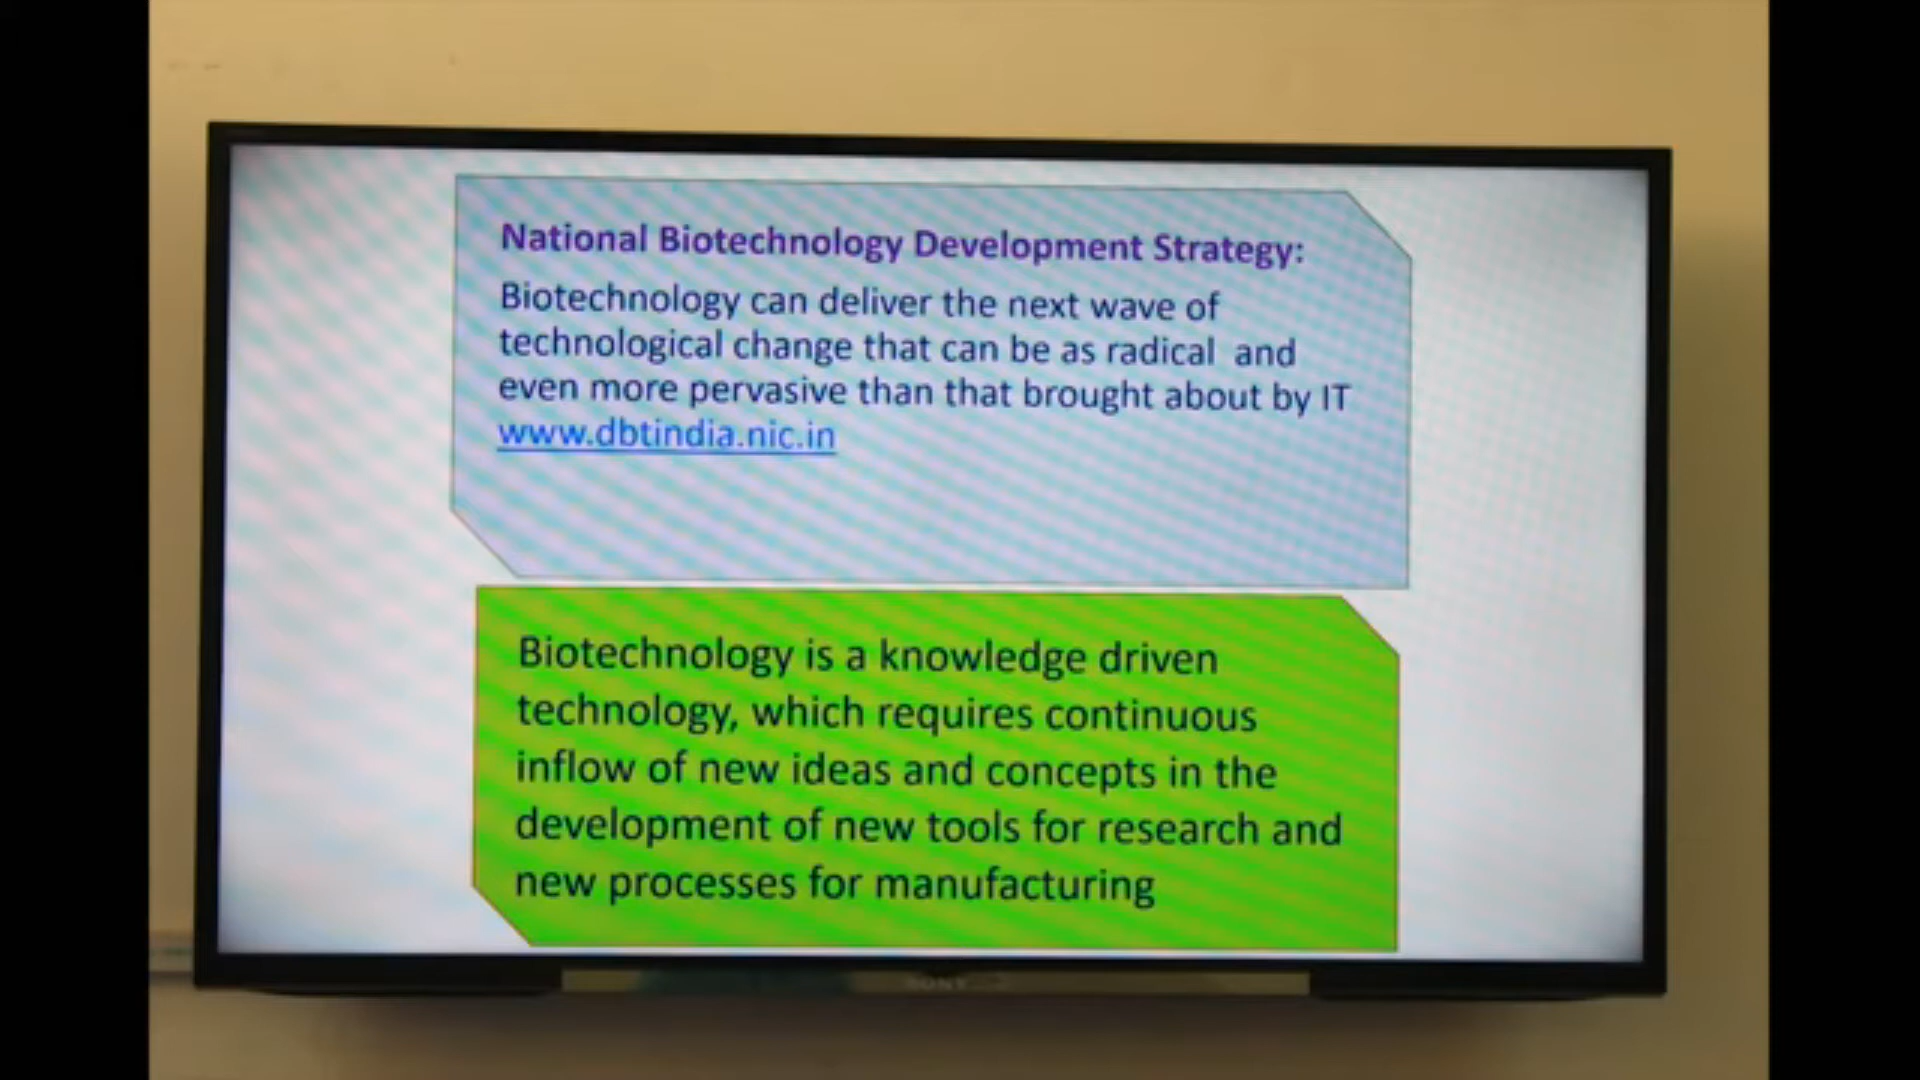 National Biotechnology Development Strategy:
Biotechnology can deliver the next wave of
technological change that can be as radical and
even more pervasive than that brought about by IT
www.dbtindia.nic.in
Biotechnology is a knowledge driven
technology, which requires continuous
inflow of new ideas and concepts in the
development of new tools for research and
new processes for manufacturing
SONY